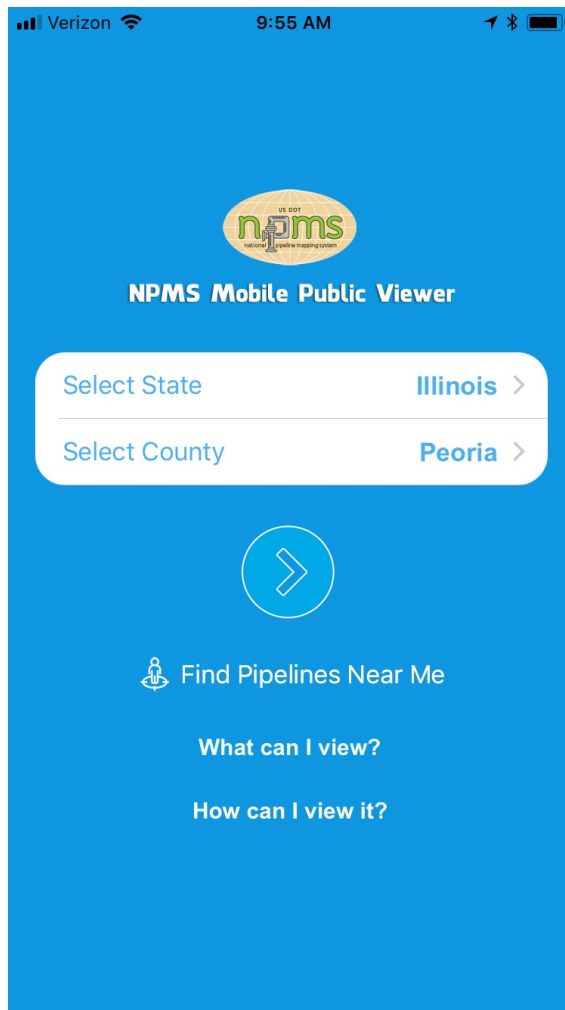 Verizon 9:55 AM
US DOT
npms
national pipeline mapping system
NPMS Mobile Public Viewer
Select State Illinois
Select County Peoria
Find Pipelines Near Me
What can I view?
How can I view it?